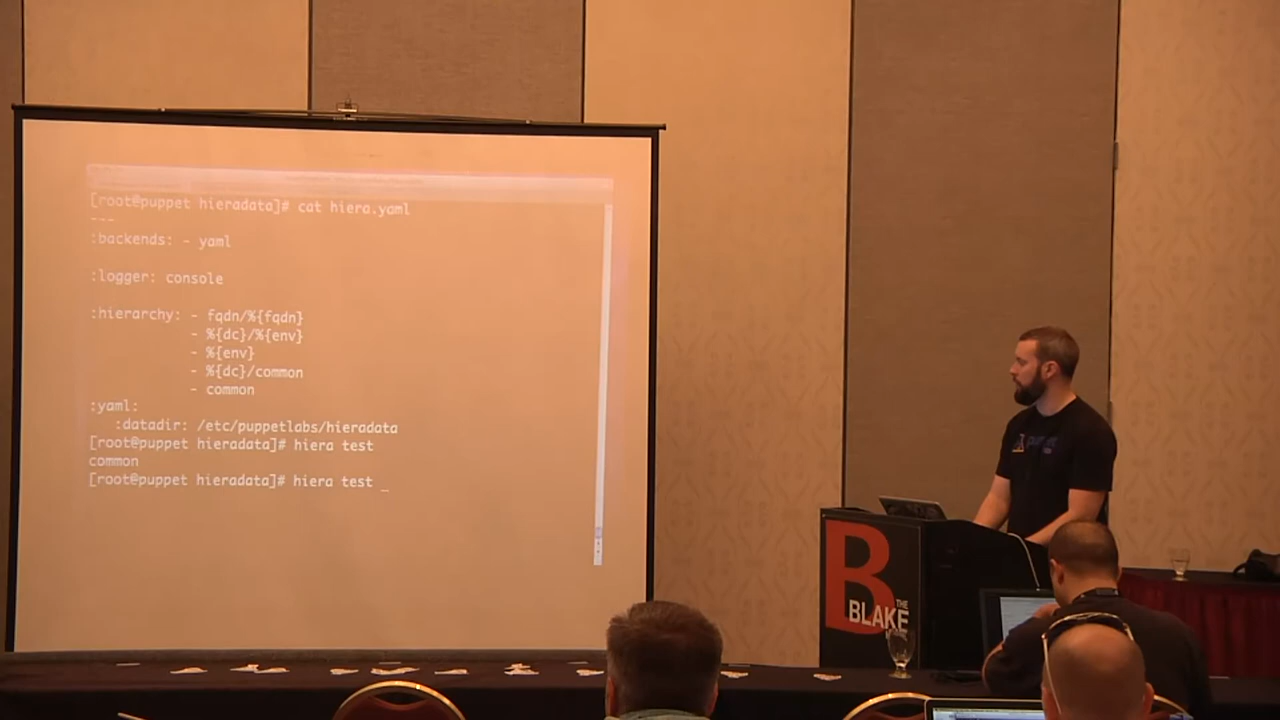 [root@puppet hieradata]# cat hiera.yaml
---
:backends: - yaml
:logger: console
:hierarchy: - fqdn/%{fqdn}
- %{dc}/%{env}
- %{env}
- %{dc}/common
- common
:yaml:
:datadir: /etc/puppetlabs/hieradata
[root@puppet hieradata]# hiera test
common
[root@puppet hieradata]# hiera test _
B
THE
BLAKE